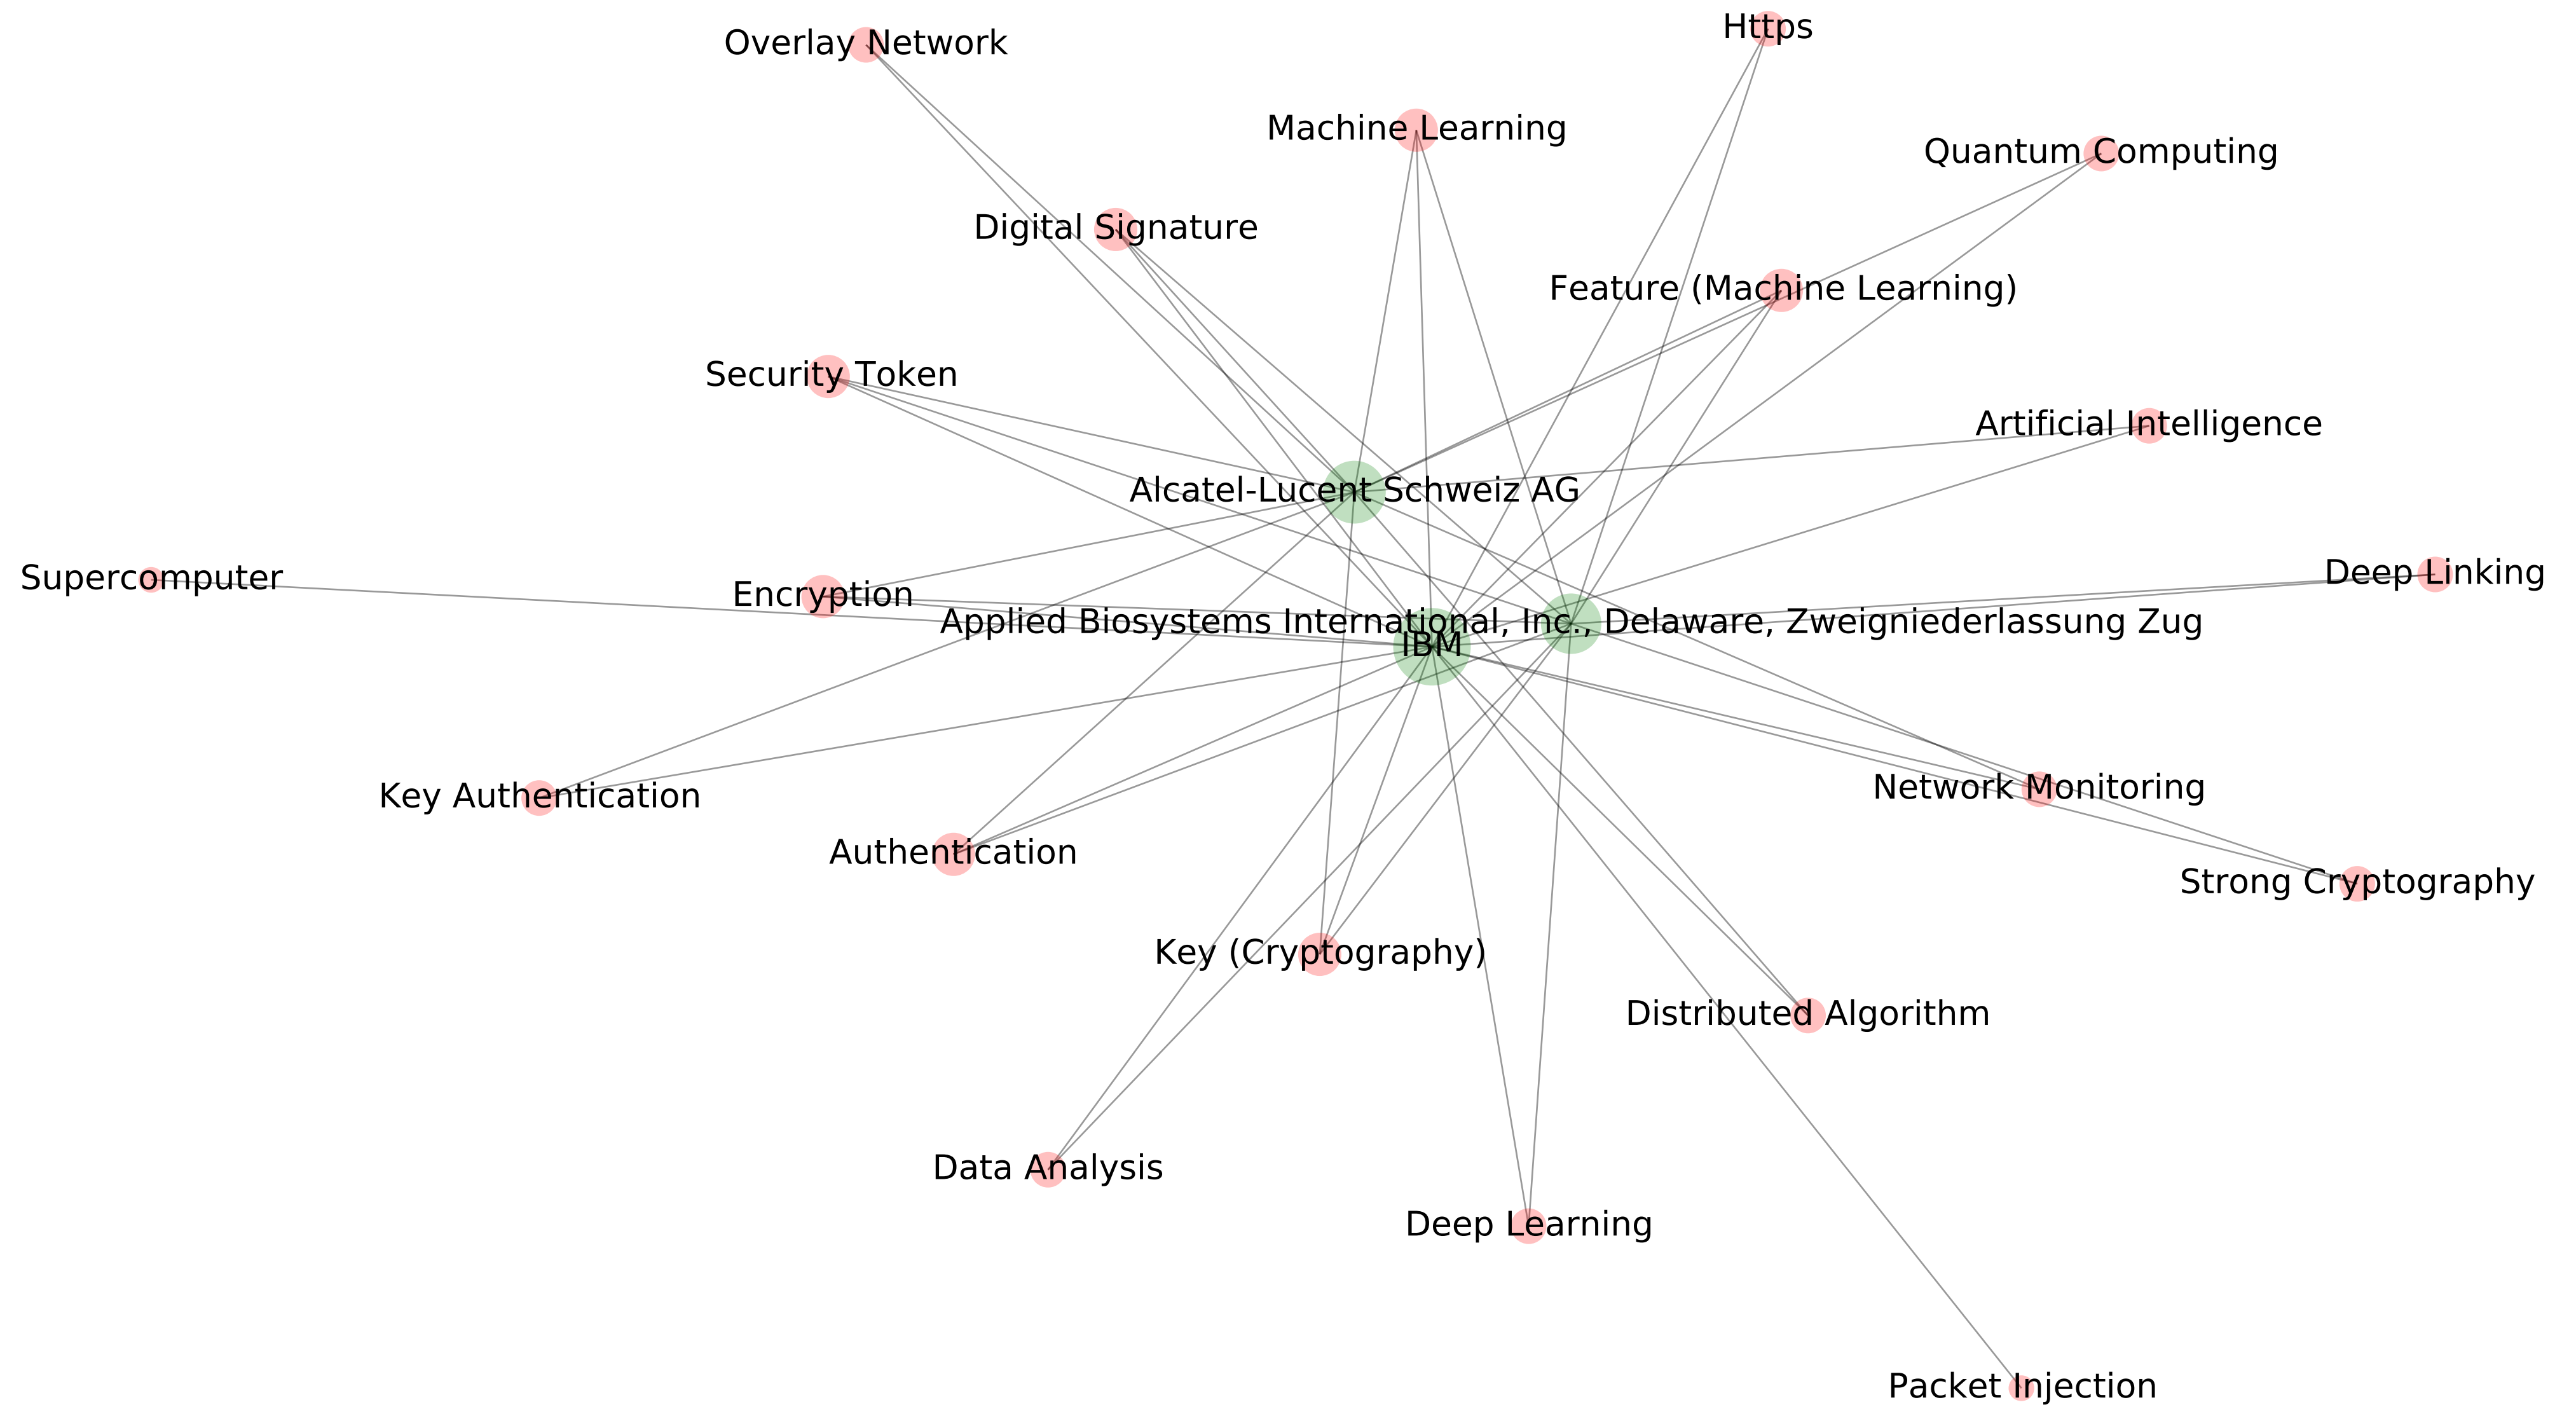 Https
Overlay Network
Machine Learning
Quantum Computing
Digital Signature
Feature (Machine Learning)
Security Token
Artificial Intelligence
Alcatel-Lucent Schweiz AG
Deep Linking
Supercomputer
Encryption
Applied Biosystems International, Inc., Delaware, Zweigniederlassung Zug
IBM
Network Monitoring
Key Authentication
Authentication
Strong Cryptography
Key (Cryptography)
Distributed Algorithm
Data Analysis
Deep Learning
Packet Injection